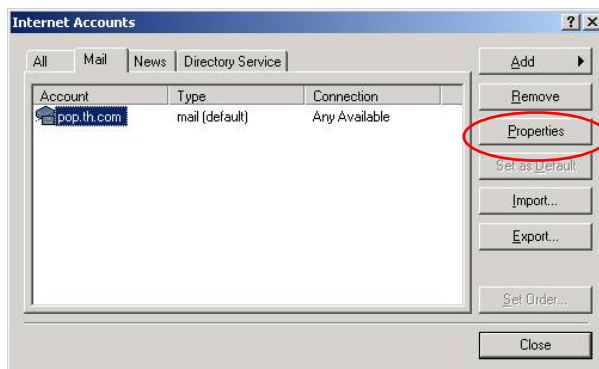 Internet Accounts
All Mail News Directory Service
Add
Account Type Connection
Remove
pop.th.com mail (default) Any Available
Properties
Set as Default
Import...
Export...
Set Order...
Close